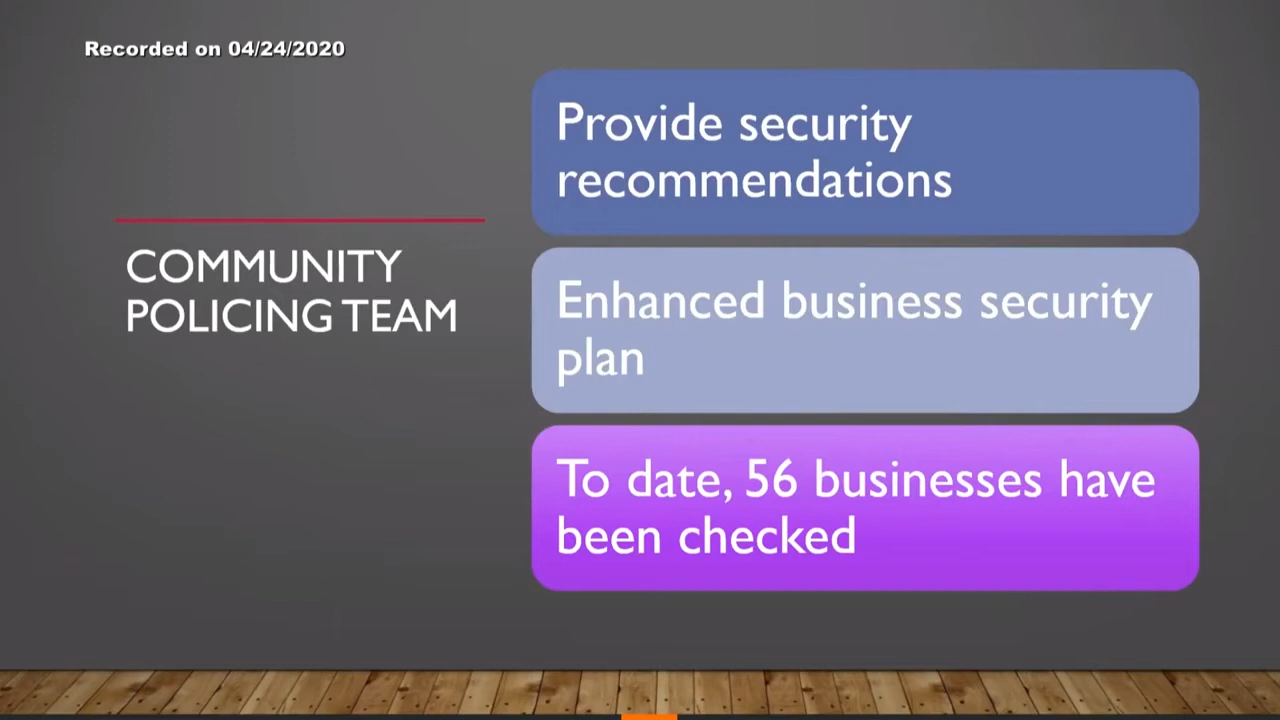 Recorded on 04/24/2020
COMMUNITY
POLICING TEAM
Provide security
recommendations
Enhanced business security
plan
To date, 56 businesses have
been checked